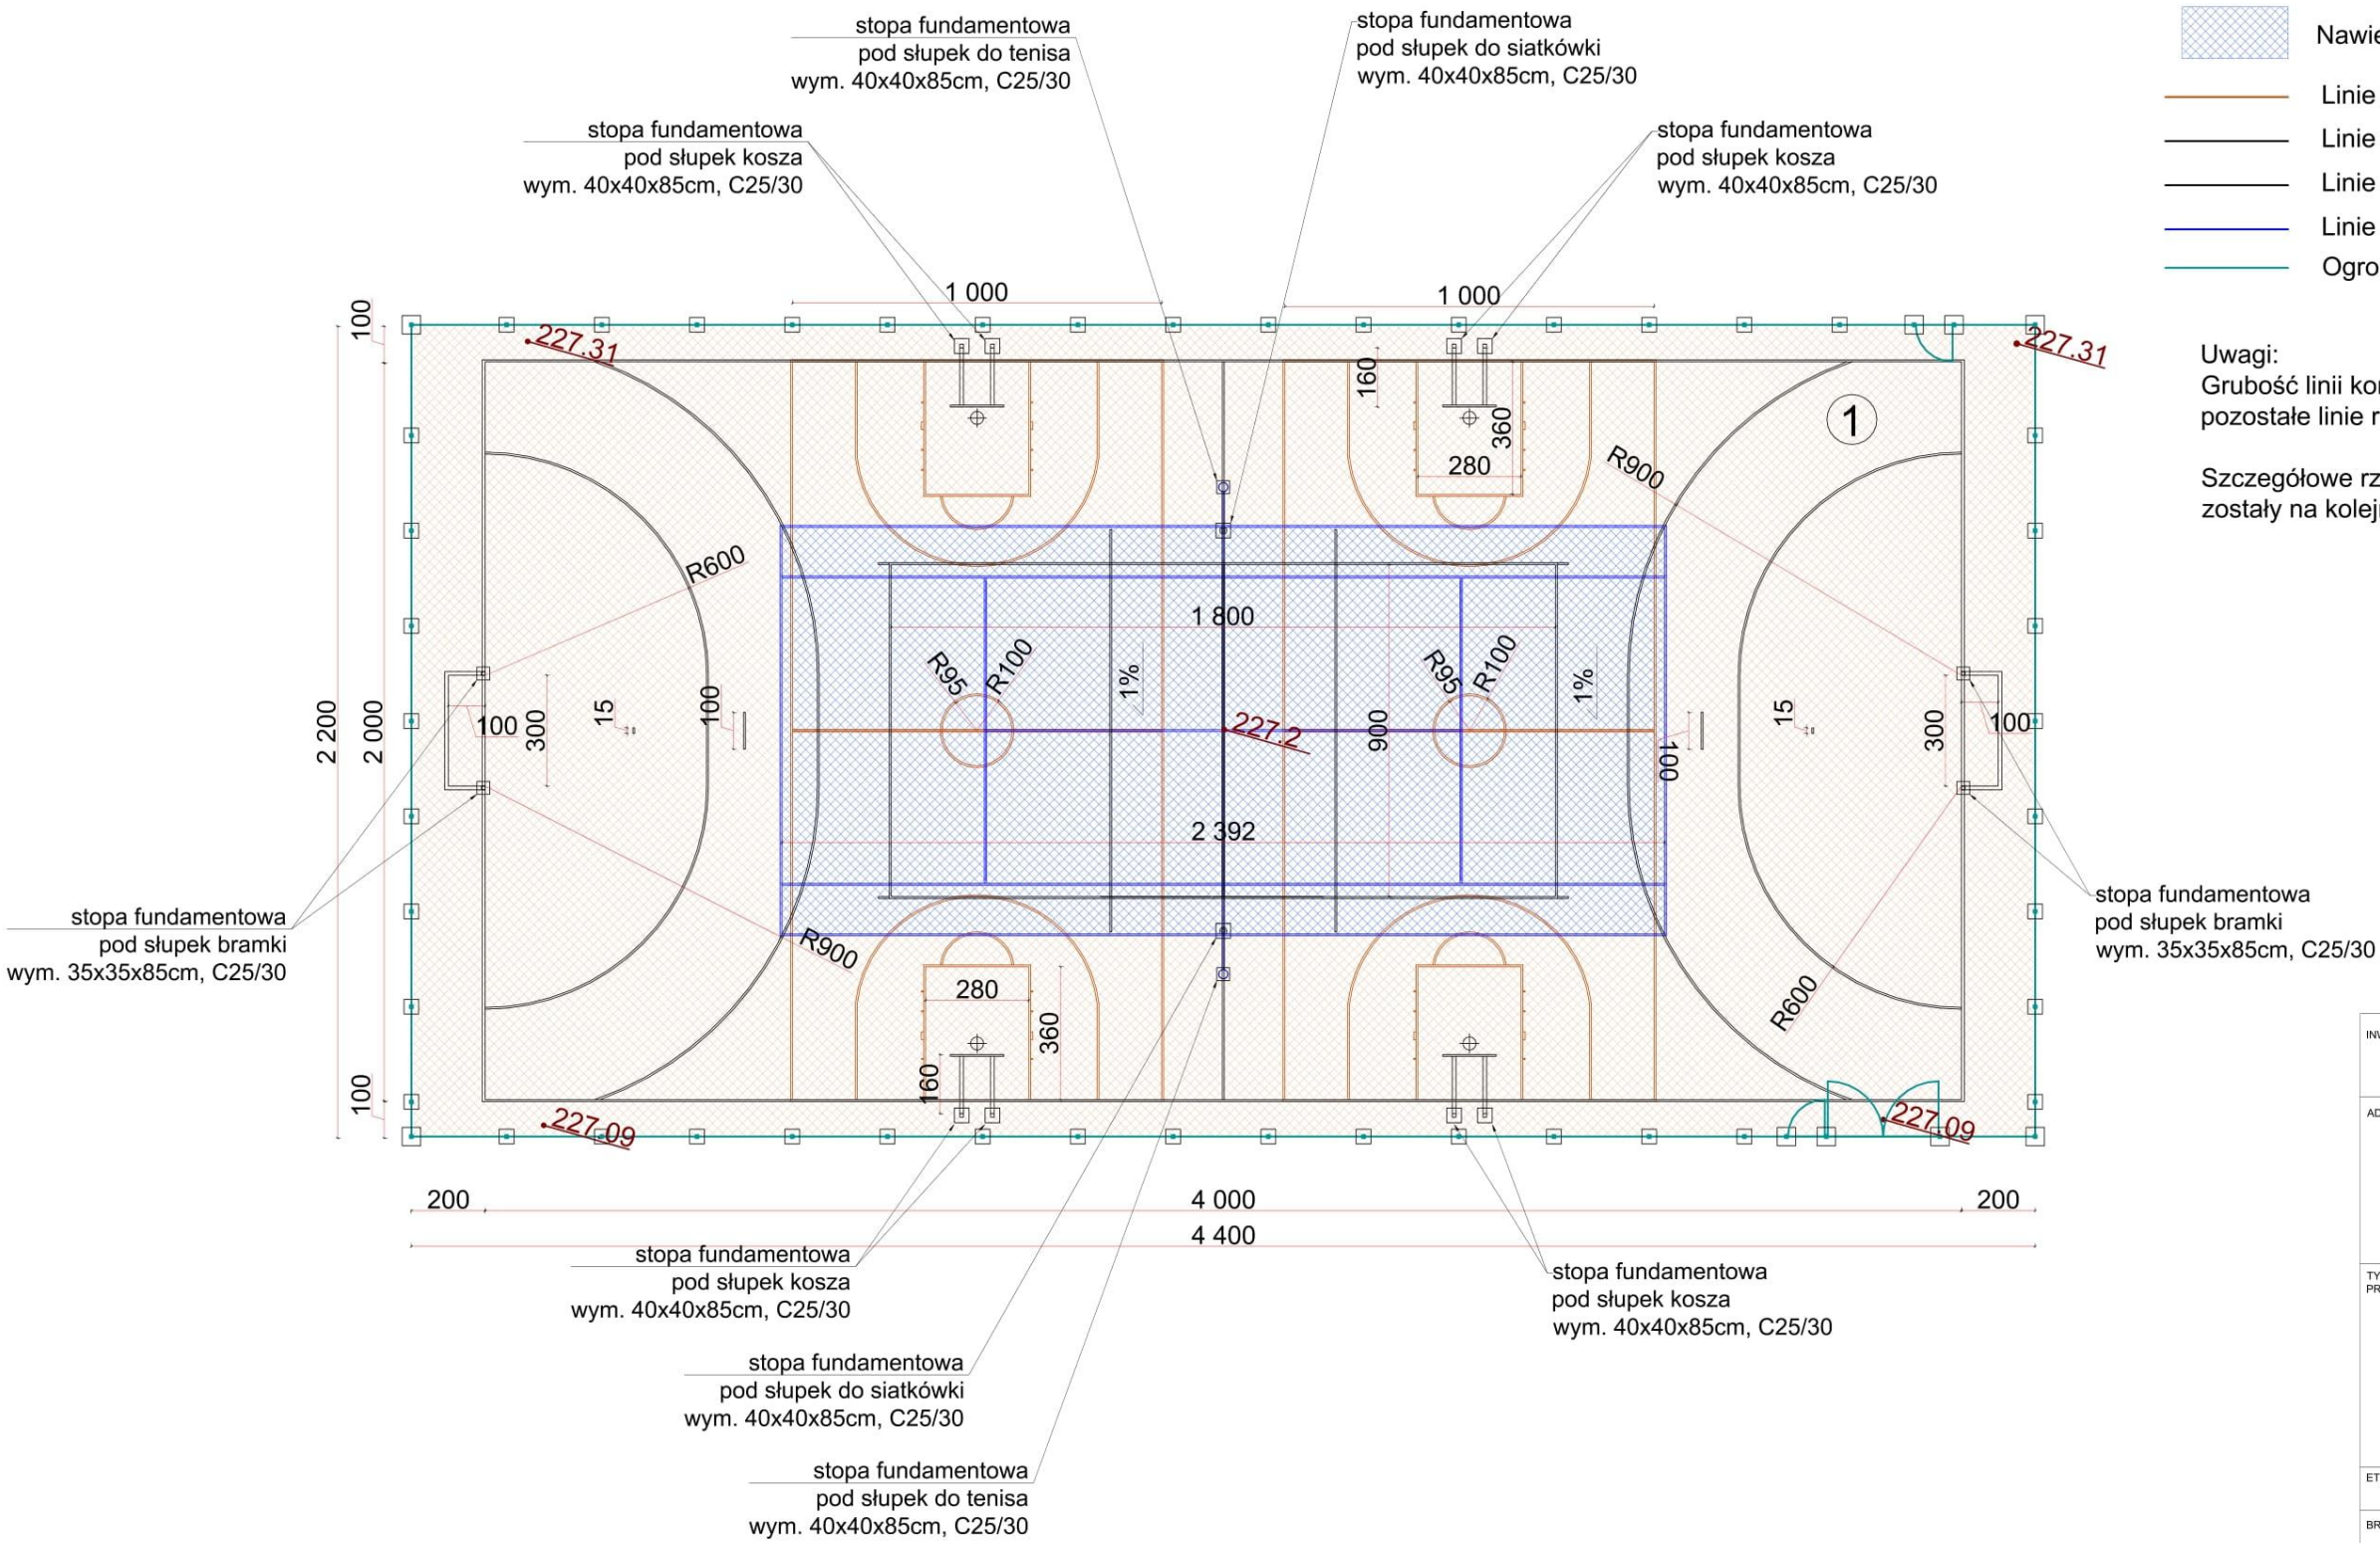 stopa fundamentowa
pod słupek do tenisa
wym. 40x40x85cm, C25/30
stopa fundamentowa
pod słupek do siatkówki
wym. 40x40x85cm, C25/30
stopa fundamentowa
pod słupek kosza
wym. 40x40x85cm, C25/30
stopa fundamentowa
pod słupek kosza
wym. 40x40x85cm, C25/30
Linie
Linie
Linie
Linie
Uwagi:
Grubość linii
pozostałe linie
Szczegółowe
zostały na
1 000
1 000
100
227.31
227.31
160
360
280
1
R900
R600
1 800
R95
R100
1%
R95
R100
1%
2 200
2 000
100
300
15
100
227.2
900
100
15
300
100
2 392
R900
R600
280
360
160
100
227.09
227.09
stopa fundamentowa
pod słupek bramki
wym. 35x35x85cm, C25/30
stopa fundamentowa
pod słupek bramki
wym. 35x35x85cm, C25/30
200
4 000
200
4 400
stopa fundamentowa
pod słupek kosza
wym. 40x40x85cm, C25/30
stopa fundamentowa
pod słupek kosza
wym. 40x40x85cm, C25/30
stopa fundamentowa
pod słupek do siatkówki
wym. 40x40x85cm, C25/30
stopa fundamentowa
pod słupek do tenisa
wym. 40x40x85cm, C25/30